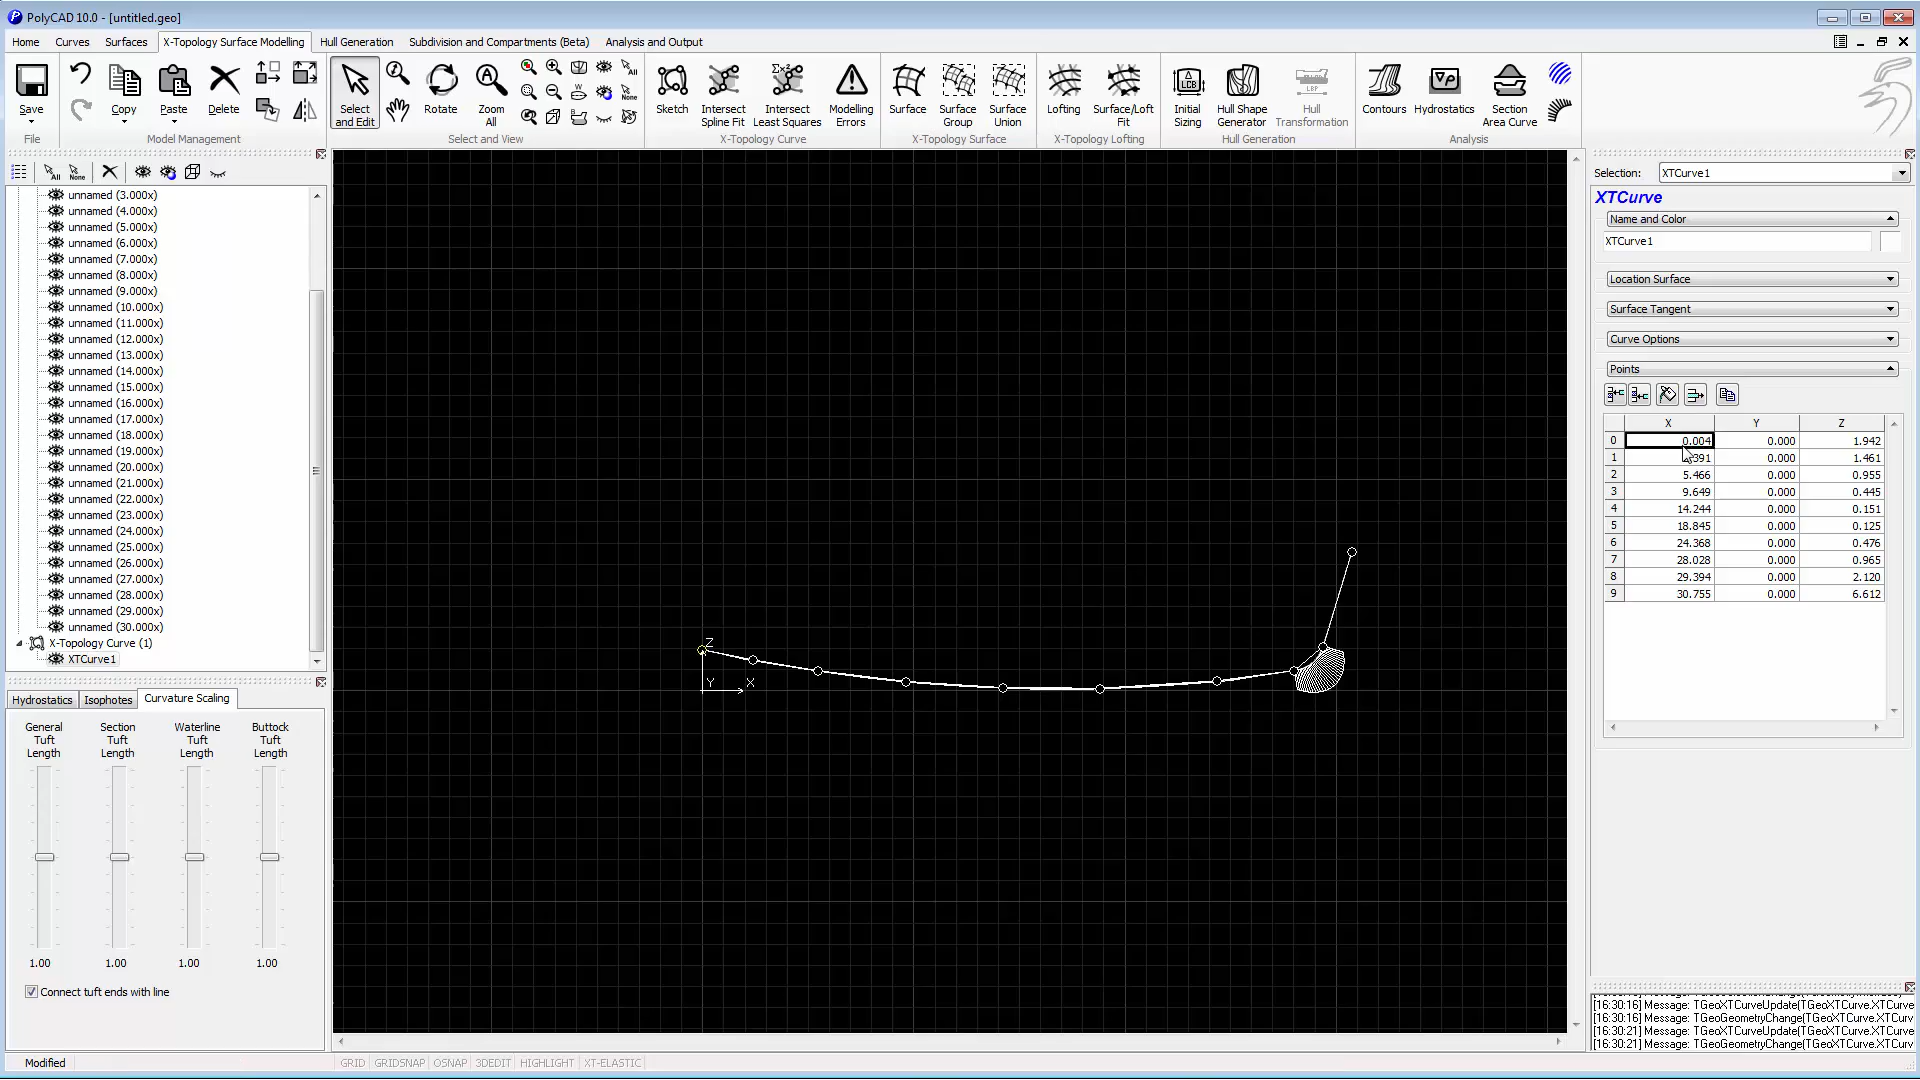 PolyCAD 10.0 - [untitled.geo]
Home Curves Surfaces X-Topology Surface Modelling Hull Generation Subdivision and Compartments (Beta) Analysis and Output
Save Copy Paste Delete Select and Edit Rotate Zoom All Sketch Intersect Spline Fit Intersect Least Squares Modelling Errors Surface Surface Group Surface Union Lofting Surface/Loft Fit Initial Sizing Hull Shape Generator Hull Transformation Contours Hydrostatics Section Area Curve
File Model Management Select and View X-Topology Curve X-Topology Surface X-Topology Lofting Hull Generation Analysis
All None
unnamed (3.000x)
unnamed (4.000x)
unnamed (5.000x)
unnamed (6.000x)
unnamed (7.000x)
unnamed (8.000x)
unnamed (9.000x)
unnamed (10.000x)
unnamed (11.000x)
unnamed (12.000x)
unnamed (13.000x)
unnamed (14.000x)
unnamed (15.000x)
unnamed (16.000x)
unnamed (17.000x)
unnamed (18.000x)
unnamed (19.000x)
unnamed (20.000x)
unnamed (21.000x)
unnamed (22.000x)
unnamed (23.000x)
unnamed (24.000x)
unnamed (25.000x)
unnamed (26.000x)
unnamed (27.000x)
unnamed (28.000x)
unnamed (29.000x)
unnamed (30.000x)
X-Topology Curve (1)
XTCurve1
Hydrostatics Isophotes Curvature Scaling
General Tuft Length Section Tuft Length Waterline Tuft Length Buttock Tuft Length
1.00 1.00 1.00 1.00
Connect tuft ends with line
Modified
Z
Y X
GRID GRIDSNAP OSNAP 3DEDIT HIGHLIGHT XT-ELASTIC
Selection: XTCurve1
XTCurve
Name and Color
XTCurve1
Location Surface
Surface Tangent
Curve Options
Points
X Y Z
0 0.004 0.000 1.942
1 .391 0.000 1.461
2 5.466 0.000 0.955
3 9.649 0.000 0.445
4 14.244 0.000 0.151
5 18.845 0.000 0.125
6 24.368 0.000 0.476
7 28.028 0.000 0.965
8 29.394 0.000 2.120
9 30.755 0.000 6.612
[16:30:16] Message: TGeoXTCurveUpdate(TGeoXTCurve.XTCurve
[16:30:16] Message: TGeoGeometryChange(TGeoXTCurve.XTCurv
[16:30:21] Message: TGeoXTCurveUpdate(TGeoXTCurve.XTCurve
[16:30:21] Message: TGeoGeometryChange(TGeoXTCurve.XTCurv